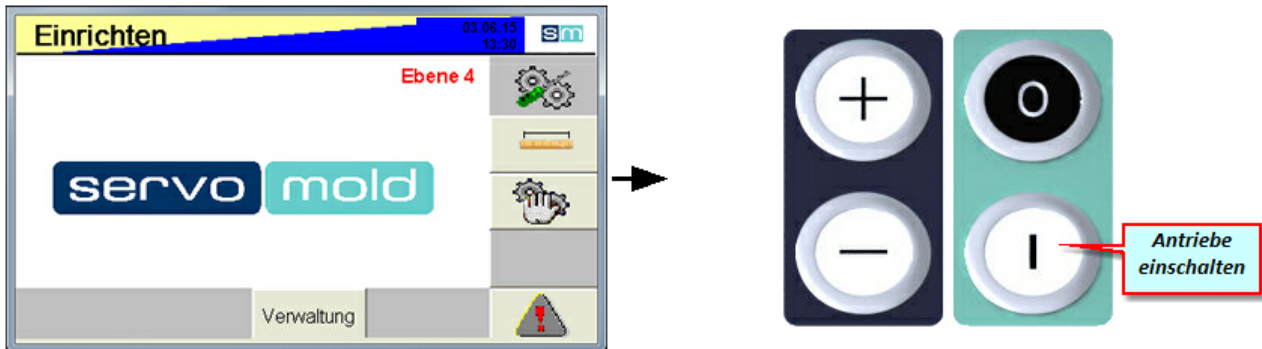 Einrichten
03.06.15
13:30
sm
Ebene 4
servo mold
Verwaltung
+
O
−
I
Antriebe
einschalten